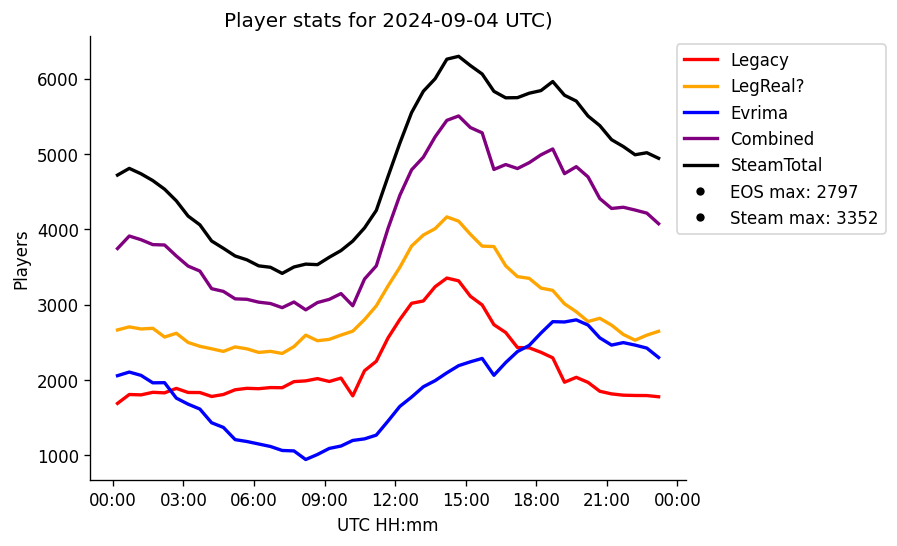 Player stats for 2024-09-04 UTC)
Players
6000
5000
4000
3000
2000
1000
00:00 03:00 06:00 09:00 12:00 15:00 18:00 21:00 00:00
UTC HH:mm
Legacy
LegReal?
Evrima
Combined
SteamTotal
EOS max: 2797
Steam max: 3352